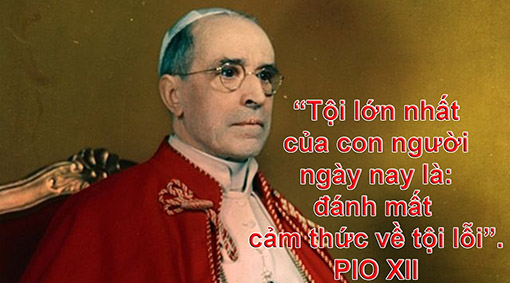 “Tội lớn nhất
của con người
ngày nay là:
đánh mất
cảm thức về tội lỗi”.
PIO XII